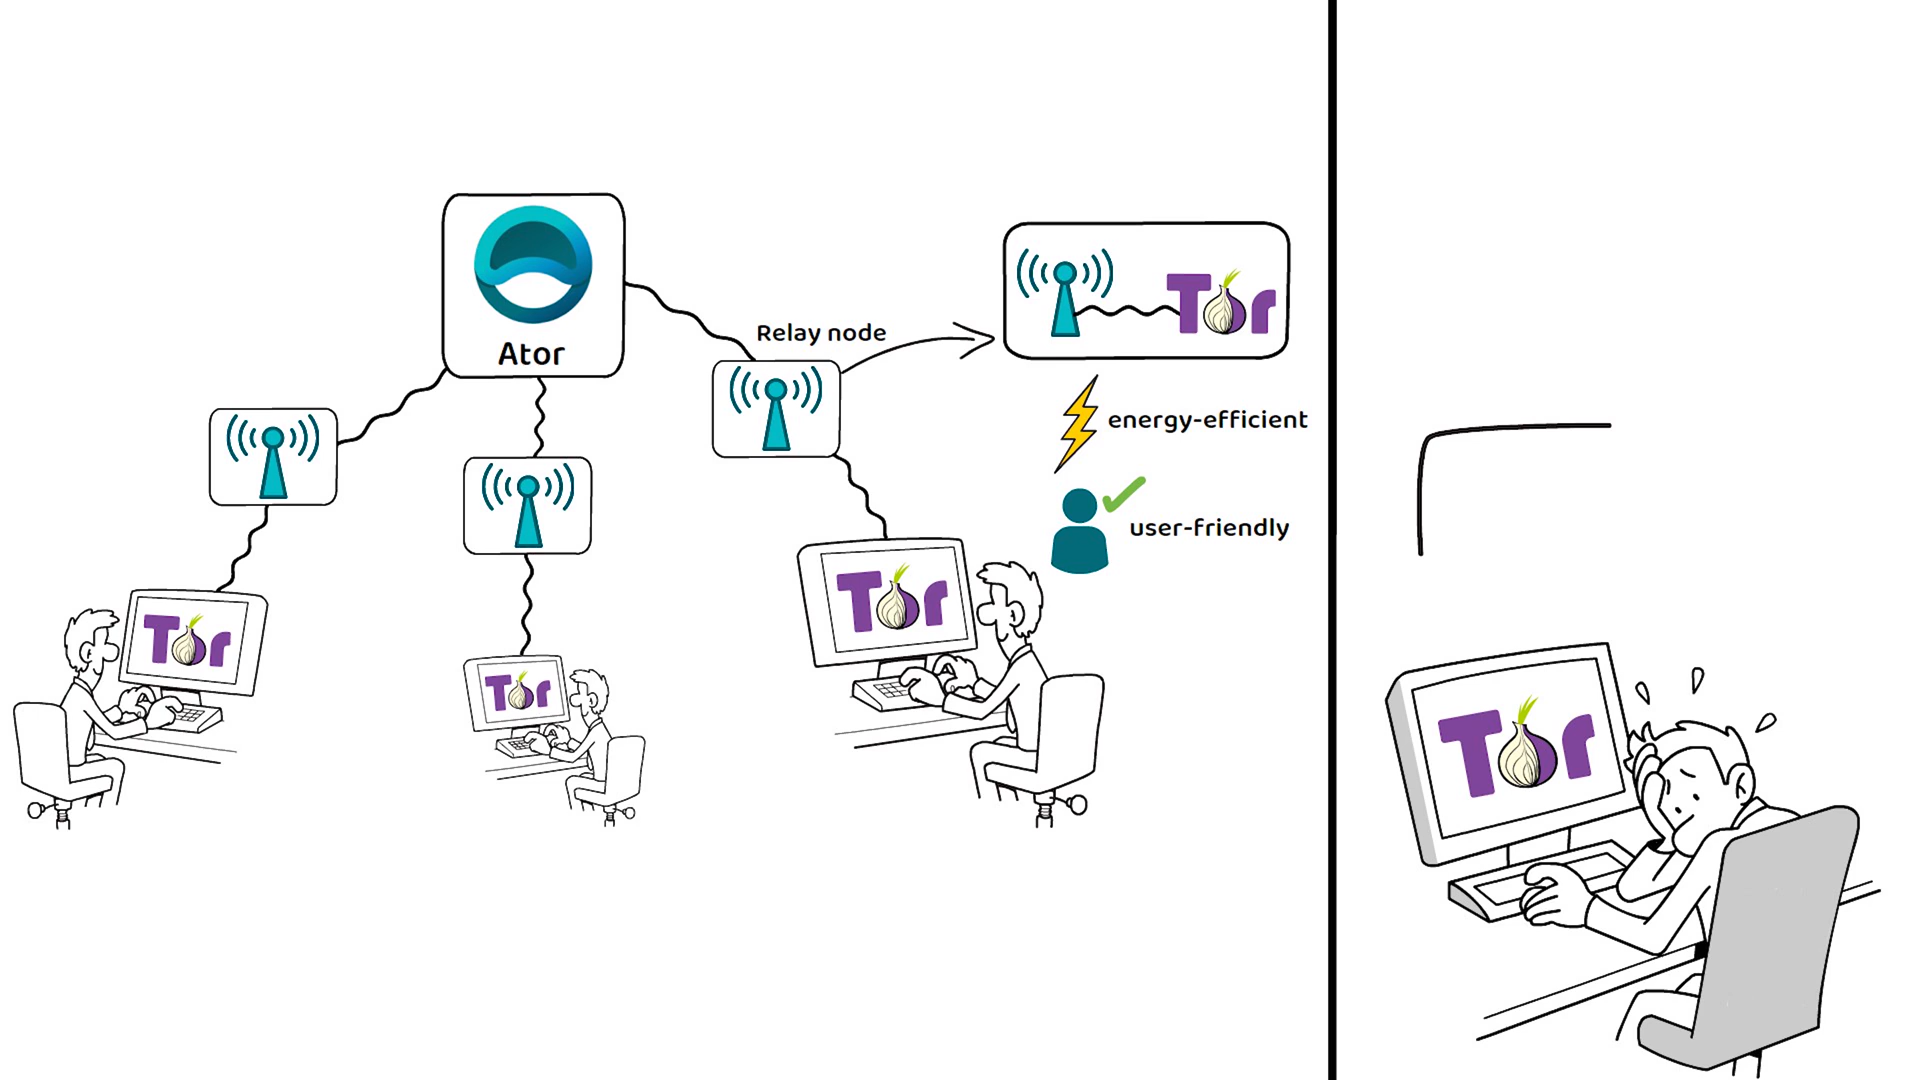 Ator
Relay node
Tor
energy-efficient
user-friendly
Tor
Tor
Tor
Tor